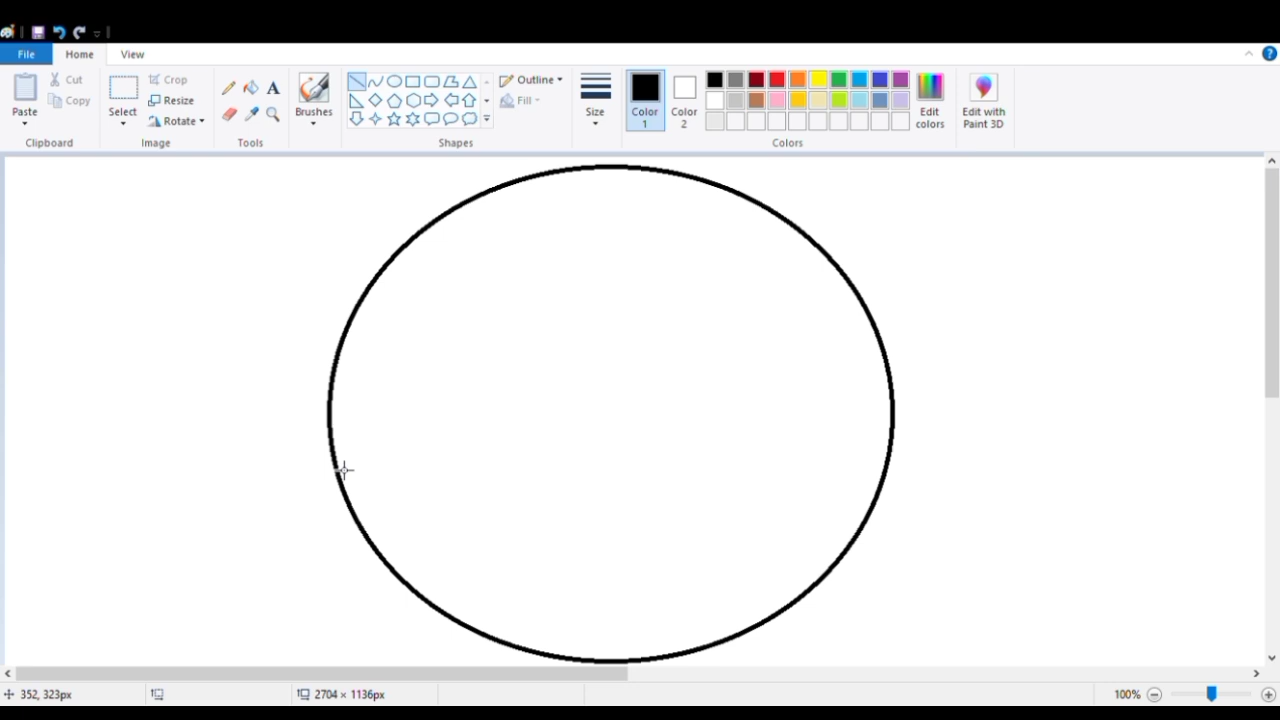 File Home View
Paste
Cut
Copy
Clipboard
Select
Crop
Resize
Rotate
Image
A
Tools
Brushes
Outline
Fill
Shapes
Size
Color 1
Color 2
Edit colors
Colors
Edit with Paint 3D
?
352, 323px
2704 × 1136px
100%